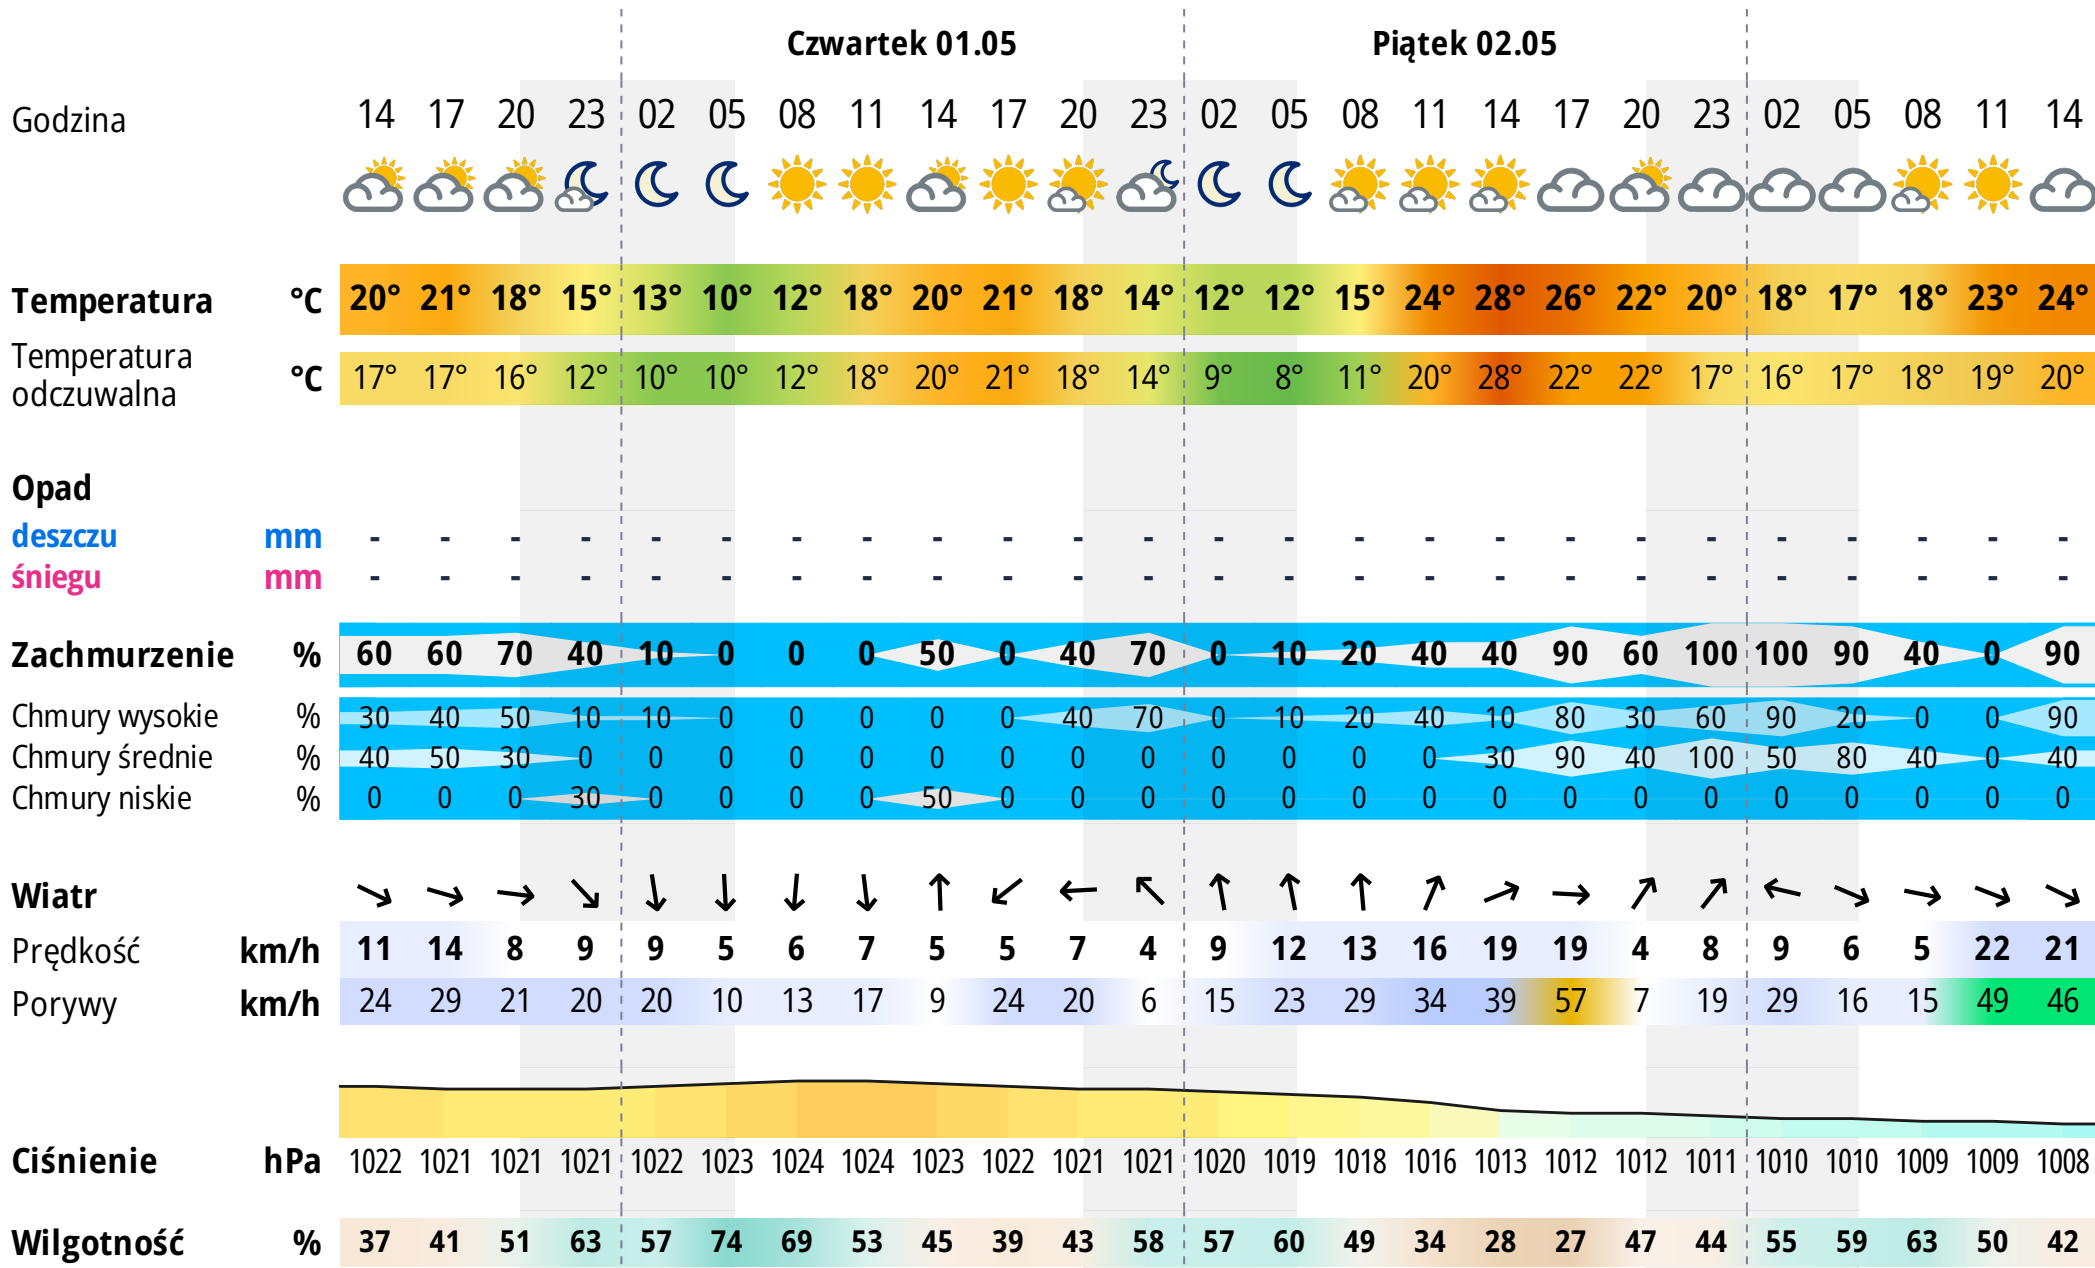 Czwartek 01.05 Piątek 02.05
Godzina 14 17 20 23 02 05 08 11 14 17 20 23 02 05 08 11 14 17 20 23 02 05 08 11 14
Temperatura °C 20° 21° 18° 15° 13° 10° 12° 18° 20° 21° 18° 14° 12° 12° 15° 24° 28° 26° 22° 20° 18° 17° 18° 23° 24°
Temperatura
odczuwalna °C 17° 17° 16° 12° 10° 10° 12° 18° 20° 21° 18° 14° 9° 8° 11° 20° 28° 22° 22° 17° 16° 17° 18° 19° 20°
Opad
deszczu mm - - - - - - - - - - - - - - - - - - - - - - - - -
śniegu mm - - - - - - - - - - - - - - - - - - - - - - - - -
Zachmurzenie % 60 60 70 40 10 0 0 0 50 0 40 70 0 10 20 40 40 90 60 100 100 90 40 0 90
Chmury wysokie % 30 40 50 10 10 0 0 0 0 0 40 70 0 10 20 40 10 80 30 60 90 20 0 0 90
Chmury średnie % 40 50 30 0 0 0 0 0 0 0 0 0 0 0 0 0 30 90 40 100 50 80 40 0 40
Chmury niskie % 0 0 0 30 0 0 0 0 50 0 0 0 0 0 0 0 0 0 0 0 0 0 0 0 0
Wiatr
Prędkość km/h 11 14 8 9 9 5 6 7 5 5 7 4 9 12 13 16 19 19 4 8 9 6 5 22 21
Porywy km/h 24 29 21 20 20 10 13 17 9 24 20 6 15 23 29 34 39 57 7 19 29 16 15 49 46
Ciśnienie hPa 1022 1021 1021 1021 1022 1023 1024 1024 1023 1022 1021 1021 1020 1019 1018 1016 1013 1012 1012 1011 1010 1010 1009 1009 1008
Wilgotność % 37 41 51 63 57 74 69 53 45 39 43 58 57 60 49 34 28 27 47 44 55 59 63 50 42